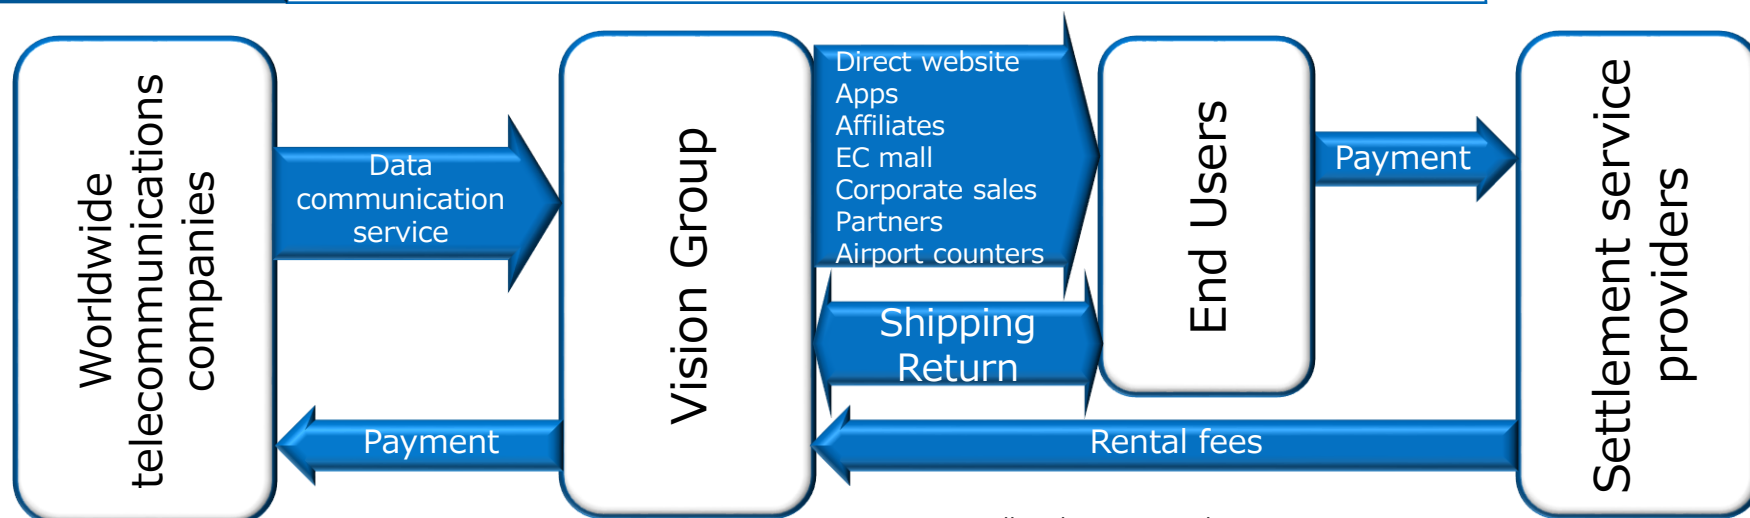 Worldwide
telecommunications
companies
Data
communication
service
Payment
Vision Group
Direct website
Apps
Affiliates
EC mall
Corporate sales
Partners
Airport counters
Shipping
Return
End Users
Payment
Rental fees
Settlement service
providers